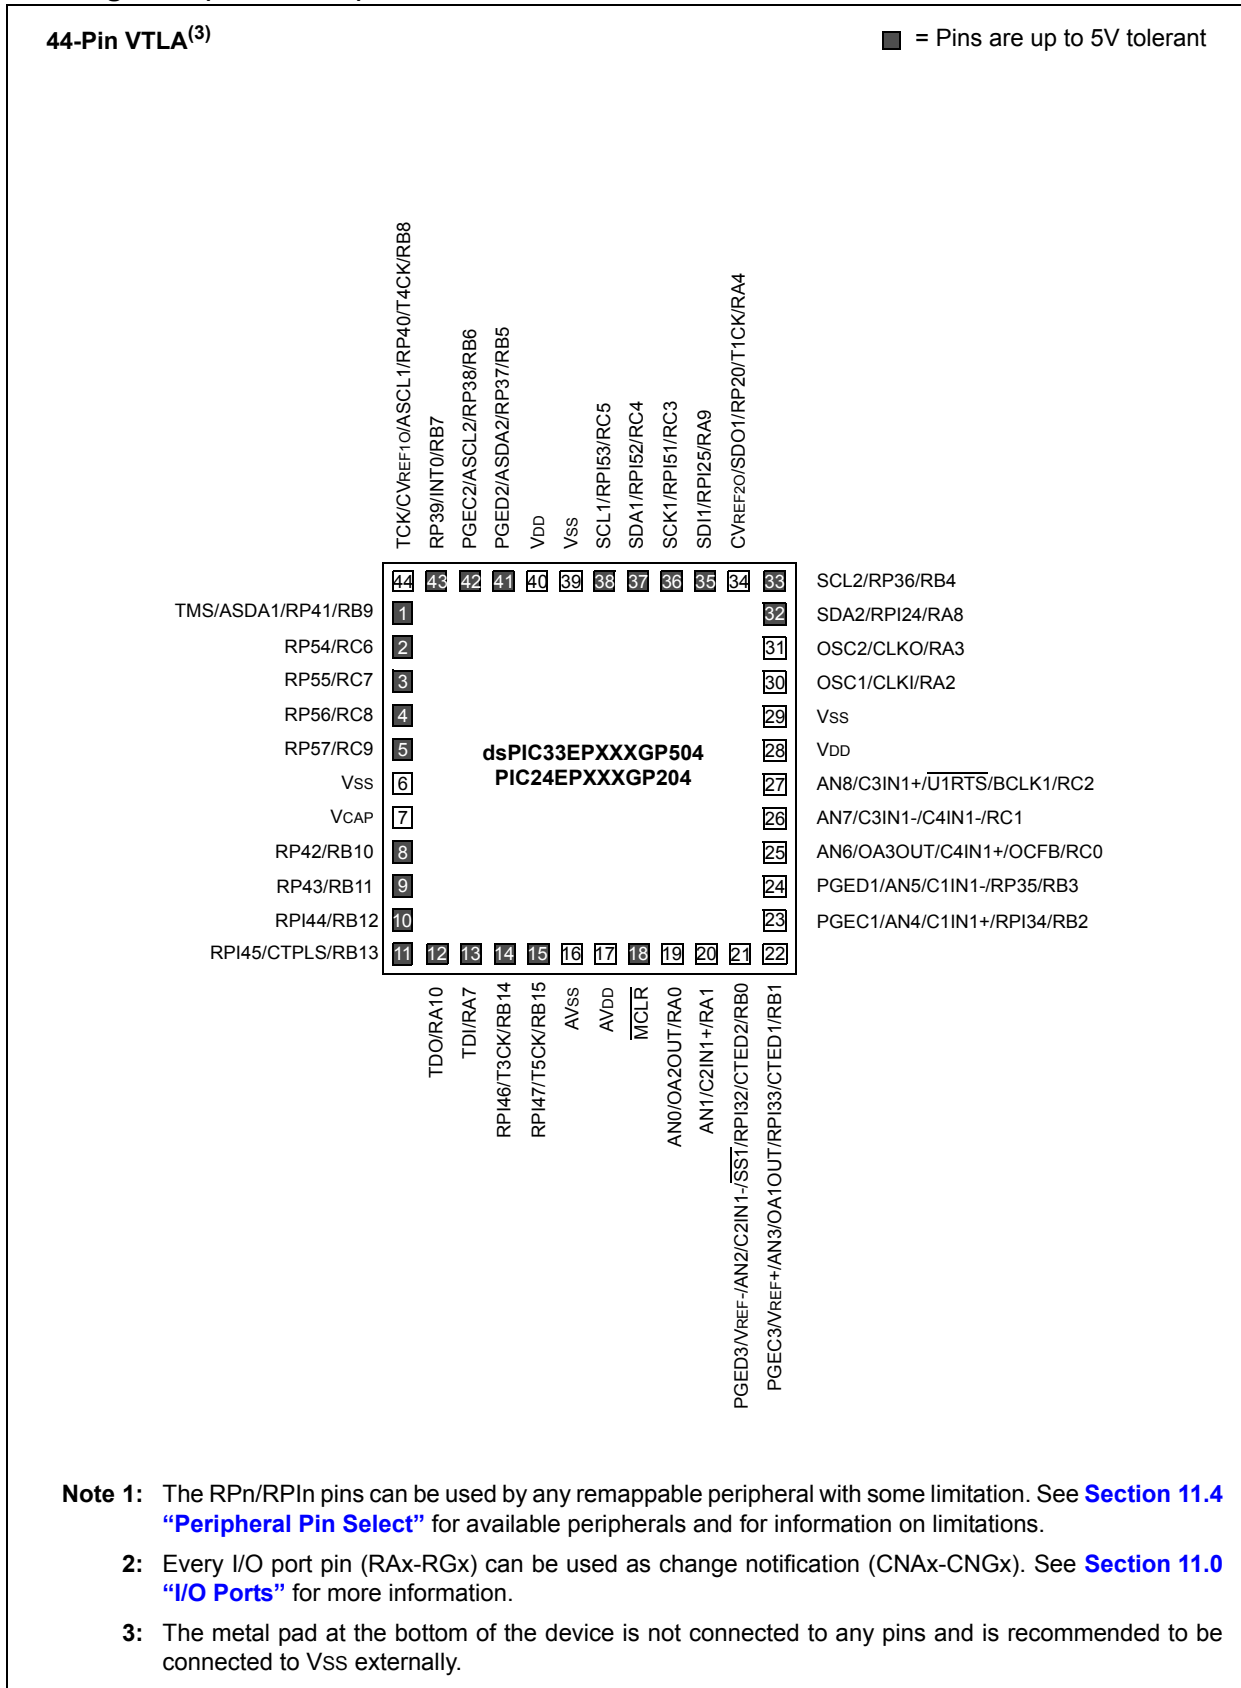 44-Pin VTLA(3)
= Pins are up to 5V tolerant
TCK/CVREF1O/ASCL1/RP40/T4CK/RB8
RP39/INT0/RB7
PGEC2/ASCL2/RP38/RB6
PGED2/ASDA2/RP37/RB5
VDD
VSS
SCL1/RPI53/RC5
SDA1/RPI52/RC4
SCK1/RPI51/RC3
SDI1/RPI25/RA9
CVREF2O/SDO1/RP20/T1CK/RA4
44 43 42 41 40 39 38 37 36 35 34 33
SCL2/RP36/RB4
TMS/ASDA1/RP41/RB9 1
32 SDA2/RPI24/RA8
RP54/RC6 2
31 OSC2/CLKO/RA3
RP55/RC7 3
30 OSC1/CLKI/RA2
RP56/RC8 4
29 VSS
RP57/RC9 5
dsPIC33EPXXXGP504
PIC24EPXXXGP204
28 VDD
VSS 6
27 AN8/C3IN1+/U1RTS/BCLK1/RC2
VCAP 7
26 AN7/C3IN1-/C4IN1-/RC1
RP42/RB10 8
25 AN6/OA3OUT/C4IN1+/OCFB/RC0
RP43/RB11 9
24 PGED1/AN5/C1IN1-/RP35/RB3
RPI44/RB12 10
23 PGEC1/AN4/C1IN1+/RPI34/RB2
RPI45/CTPLS/RB13 11 12 13 14 15 16 17 18 19 20 21 22
TDO/RA10
TDI/RA7
RPI46/T3CK/RB14
RPI47/T5CK/RB15
AVSS
AVDD
MCLR
AN0/OA2OUT/RA0
AN1/C2IN1+/RA1
PGED3/VREF-/AN2/C2IN1-/SS1/RPI32/CTED2/RB0
PGEC3/VREF+/AN3/OA1OUT/RPI33/CTED1/RB1
Note 1: The RPn/RPIn pins can be used by any remappable peripheral with some limitation. See Section 11.4
“Peripheral Pin Select” for available peripherals and for information on limitations.
2: Every I/O port pin (RAx-RGx) can be used as change notification (CNAx-CNGx). See Section 11.0
“I/O Ports” for more information.
3: The metal pad at the bottom of the device is not connected to any pins and is recommended to be
connected to VSS externally.